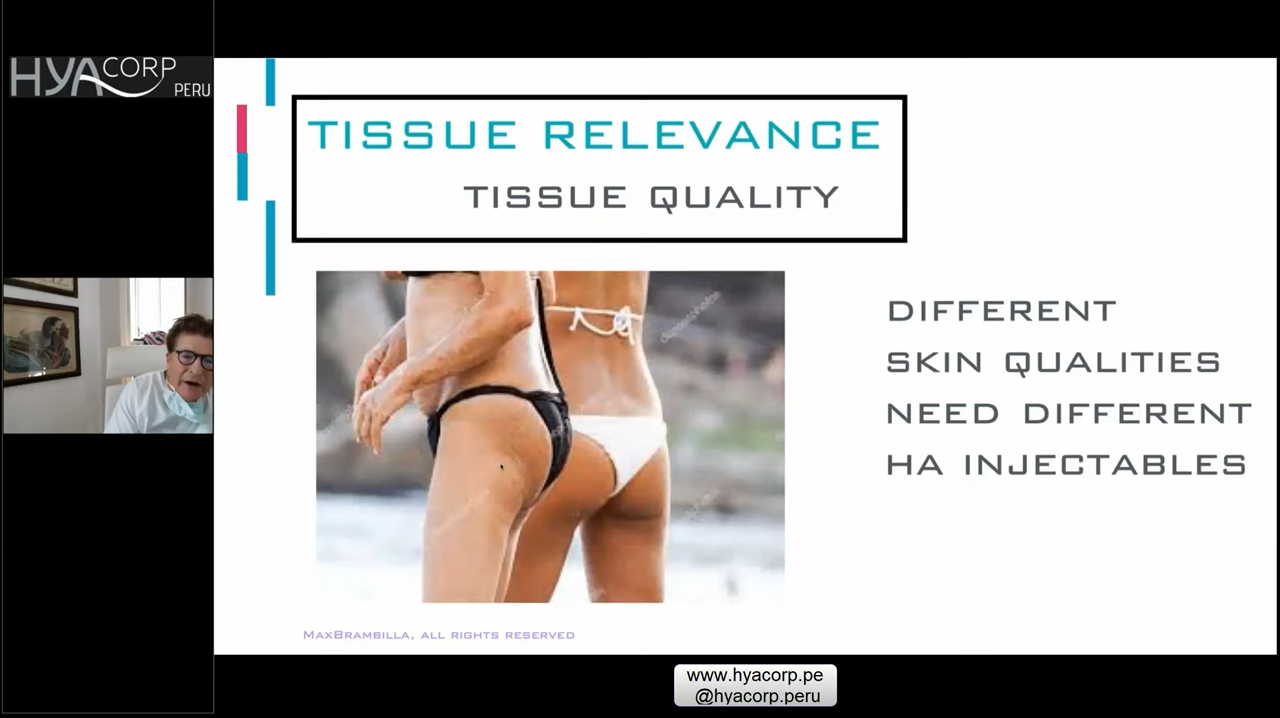 HYACORP
PERU
TISSUE RELEVANCE
TISSUE QUALITY
DIFFERENT
SKIN QUALITIES
NEED DIFFERENT
HA INJECTABLES
MaxBrambilla, all rights reserved
www.hyacorp.pe
@hyacorp.peru